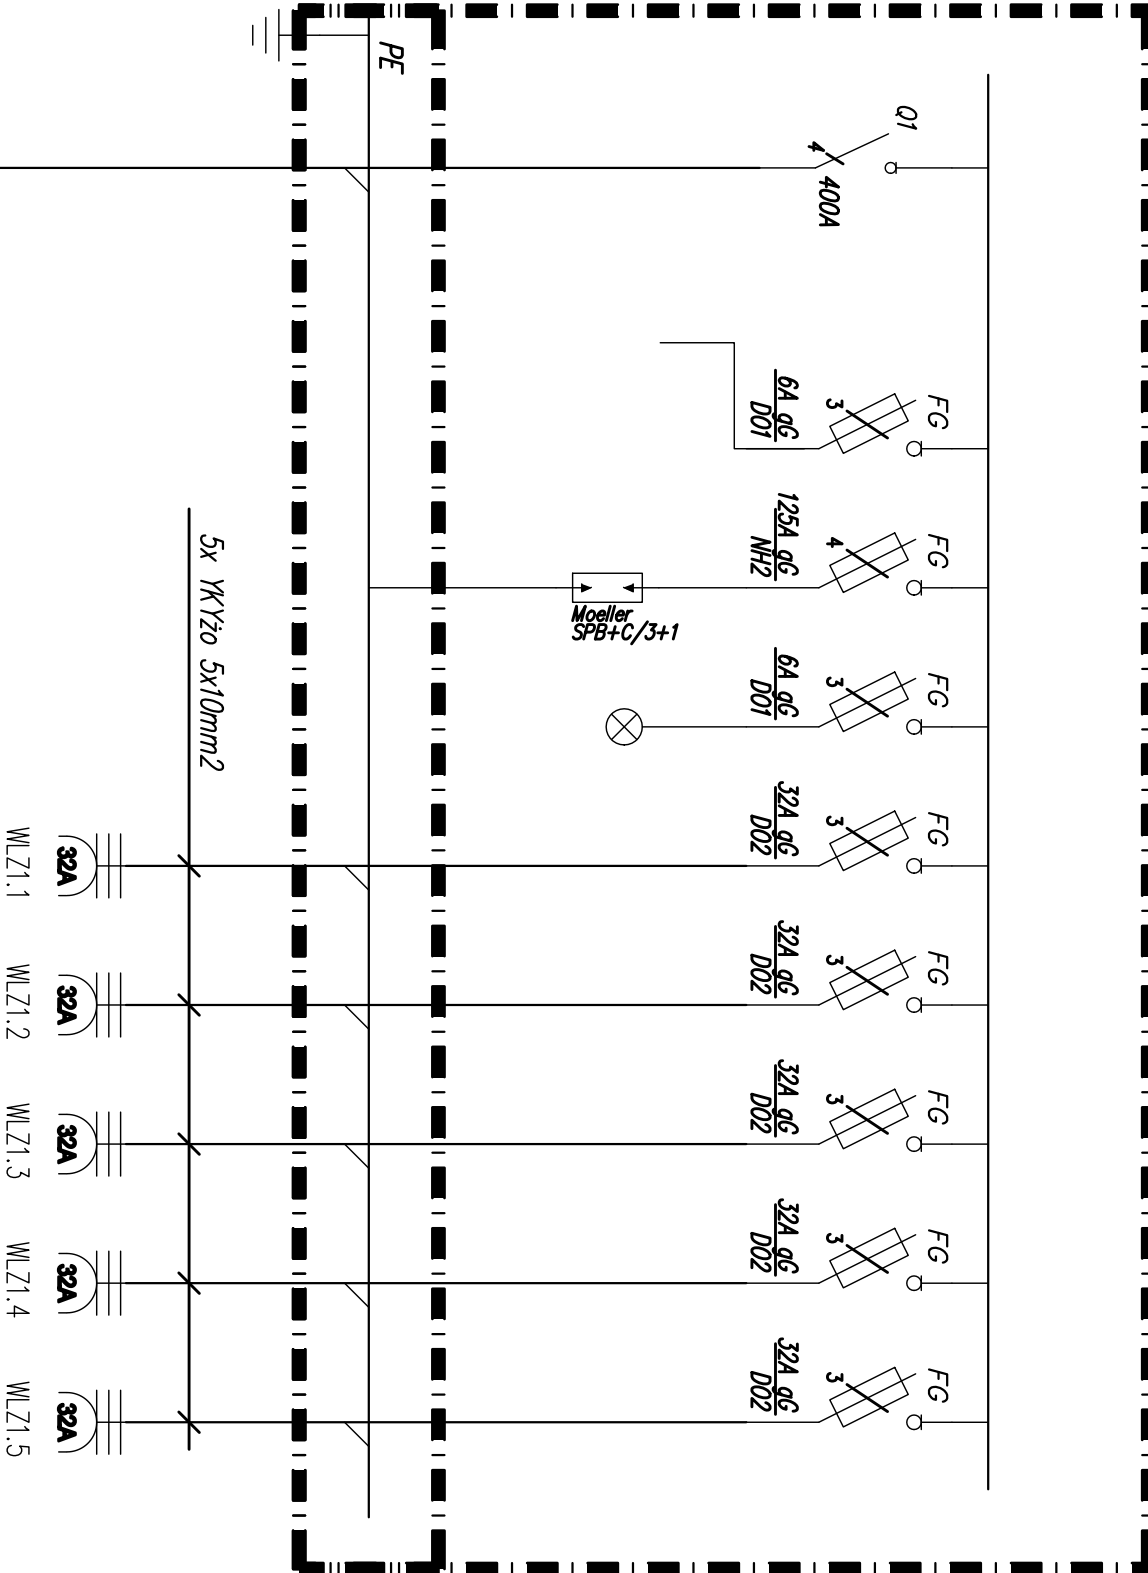 PE
Q1
4
400A
FG
3
6A gG
D01
FG
4
125A gG
NH2
Moeller
SPB+C/3+1
FG
3
6A gG
D01
FG
3
32A gG
D02
FG
3
32A gG
D02
FG
3
32A gG
D02
FG
3
32A gG
D02
FG
3
32A gG
D02
5x YKYżo 5x10mm2
32A
32A
32A
32A
32A
WLZ1.1
WLZ1.2
WLZ1.3
WLZ1.4
WLZ1.5